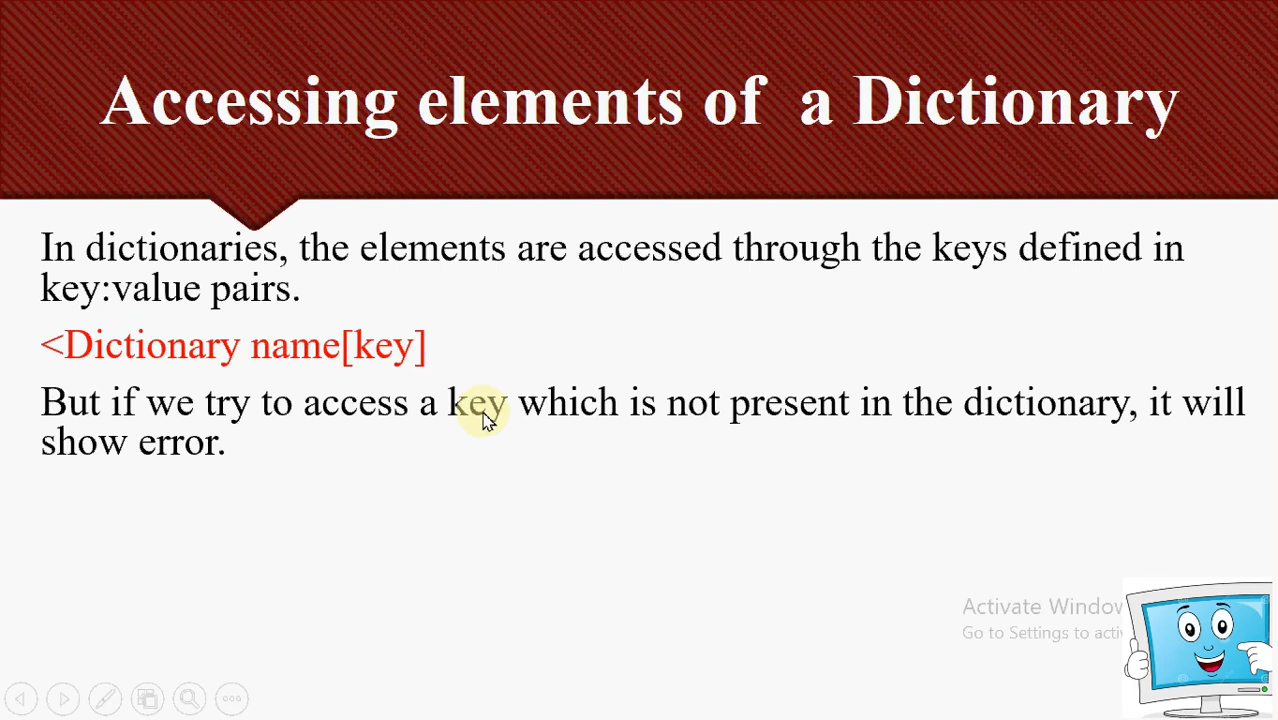 Accessing elements of a Dictionary
In dictionaries, the elements are accessed through the keys defined in
key:value pairs.
<Dictionary name[key]
But if we try to access a key which is not present in the dictionary, it will
show error.
Activate Window
Go to Settings to activ